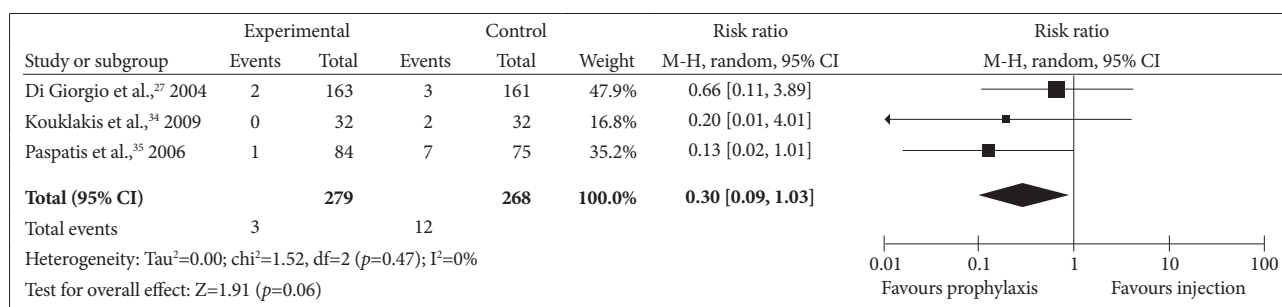 Experimental Control Risk ratio Risk ratio
Study or subgroup Events Total Events Total Weight M-H, random, 95% CI M-H, random, 95% CI
Di Giorgio et al.,²⁷ 2004 2 163 3 161 47.9% 0.66 [0.11, 3.89]
Kouklakis et al.,³⁴ 2009 0 32 2 32 16.8% 0.20 [0.01, 4.01]
Paspatis et al.,³⁵ 2006 1 84 7 75 35.2% 0.13 [0.02, 1.01]
Total (95% CI) 279 268 100.0% 0.30 [0.09, 1.03]
Total events 3 12
Heterogeneity: Tau²=0.00; chi²=1.52, df=2 (p=0.47); I²=0%
Test for overall effect: Z=1.91 (p=0.06)
0.01 0.1 1 10 100
Favours prophylaxis Favours injection